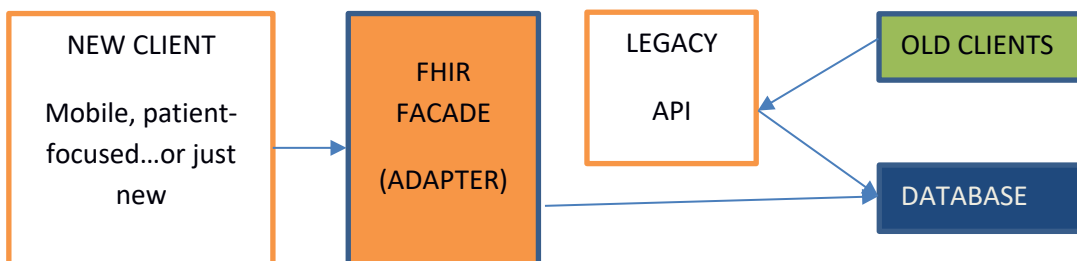 NEW CLIENT
Mobile, patient-
focused...or just
new
FHIR
FACADE
(ADAPTER)
LEGACY
API
OLD CLIENTS
DATABASE